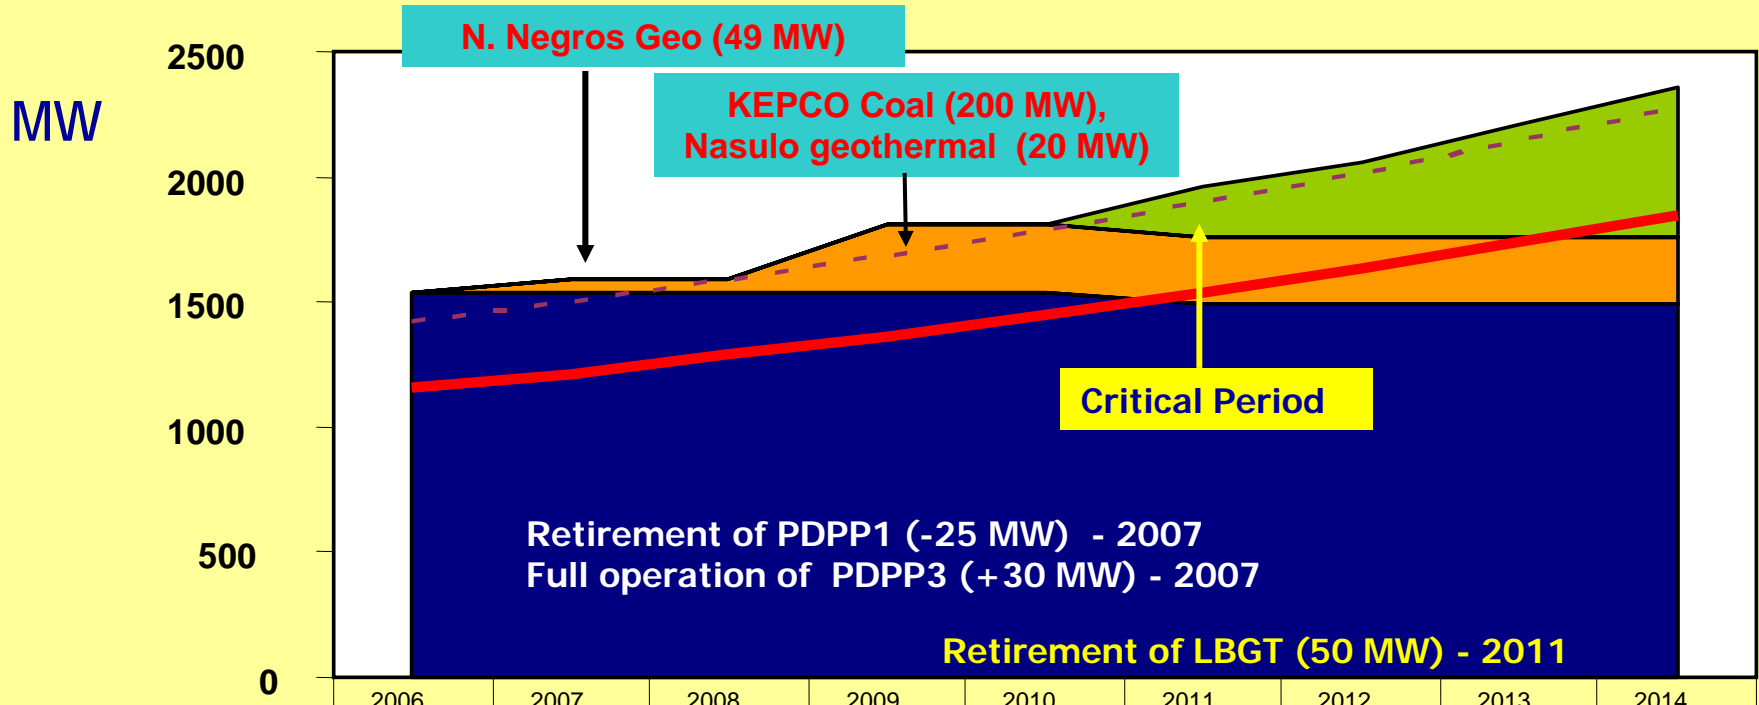 N. Negros Geo (49 MW)
2500
MW
KEPCO Coal (200 MW),
Nasulo geothermal (20 MW)
2000
1500
Critical Period
1000
Retirement of PDPP1 (-25 MW) - 2007
500
Full operation of PDPP3 (+30 MW) - 2007
Retirement of LBGT (50 MW) - 2011
0
2006 2007 2008 2009 2010 2011 2012 2013 2014